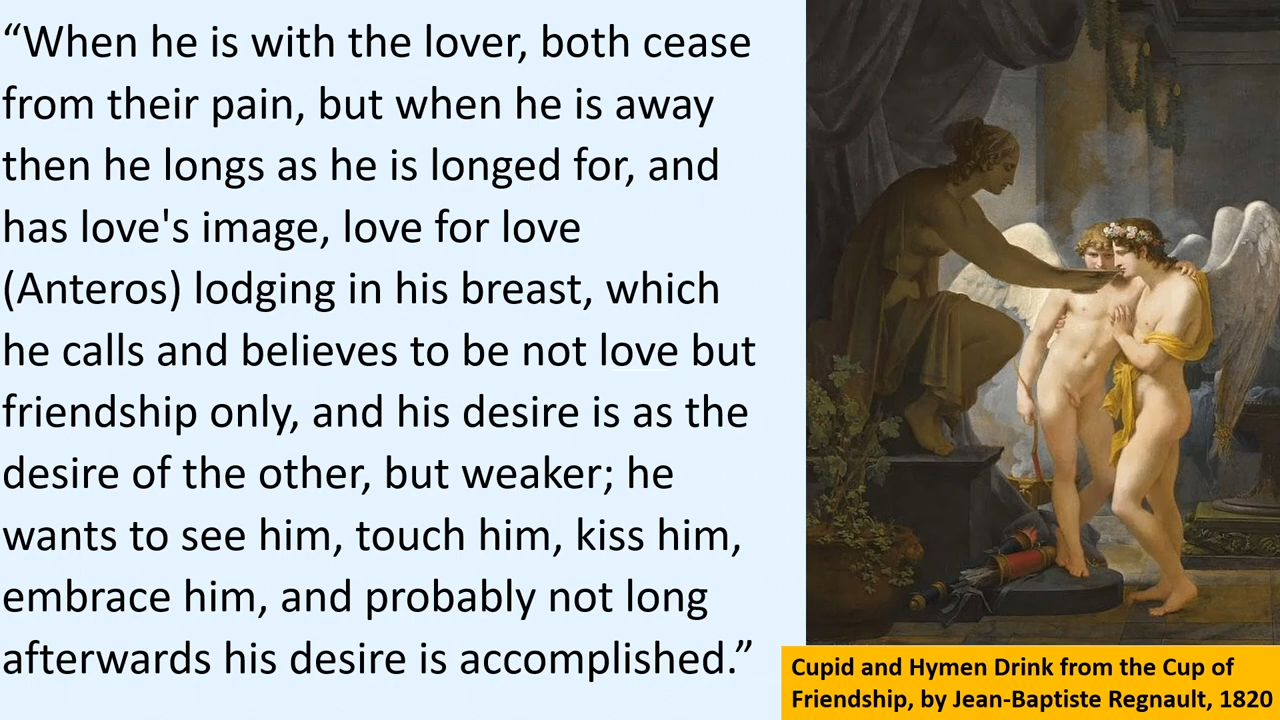 “When he is with the lover, both cease
from their pain, but when he is away
then he longs as he is longed for, and
has love's image, love for love
(Anteros) lodging in his breast, which
he calls and believes to be not love but
friendship only, and his desire is as the
desire of the other, but weaker; he
wants to see him, touch him, kiss him,
embrace him, and probably not long
afterwards his desire is accomplished.”
Cupid and Hymen Drink from the Cup of
Friendship, by Jean-Baptiste Regnault, 1820